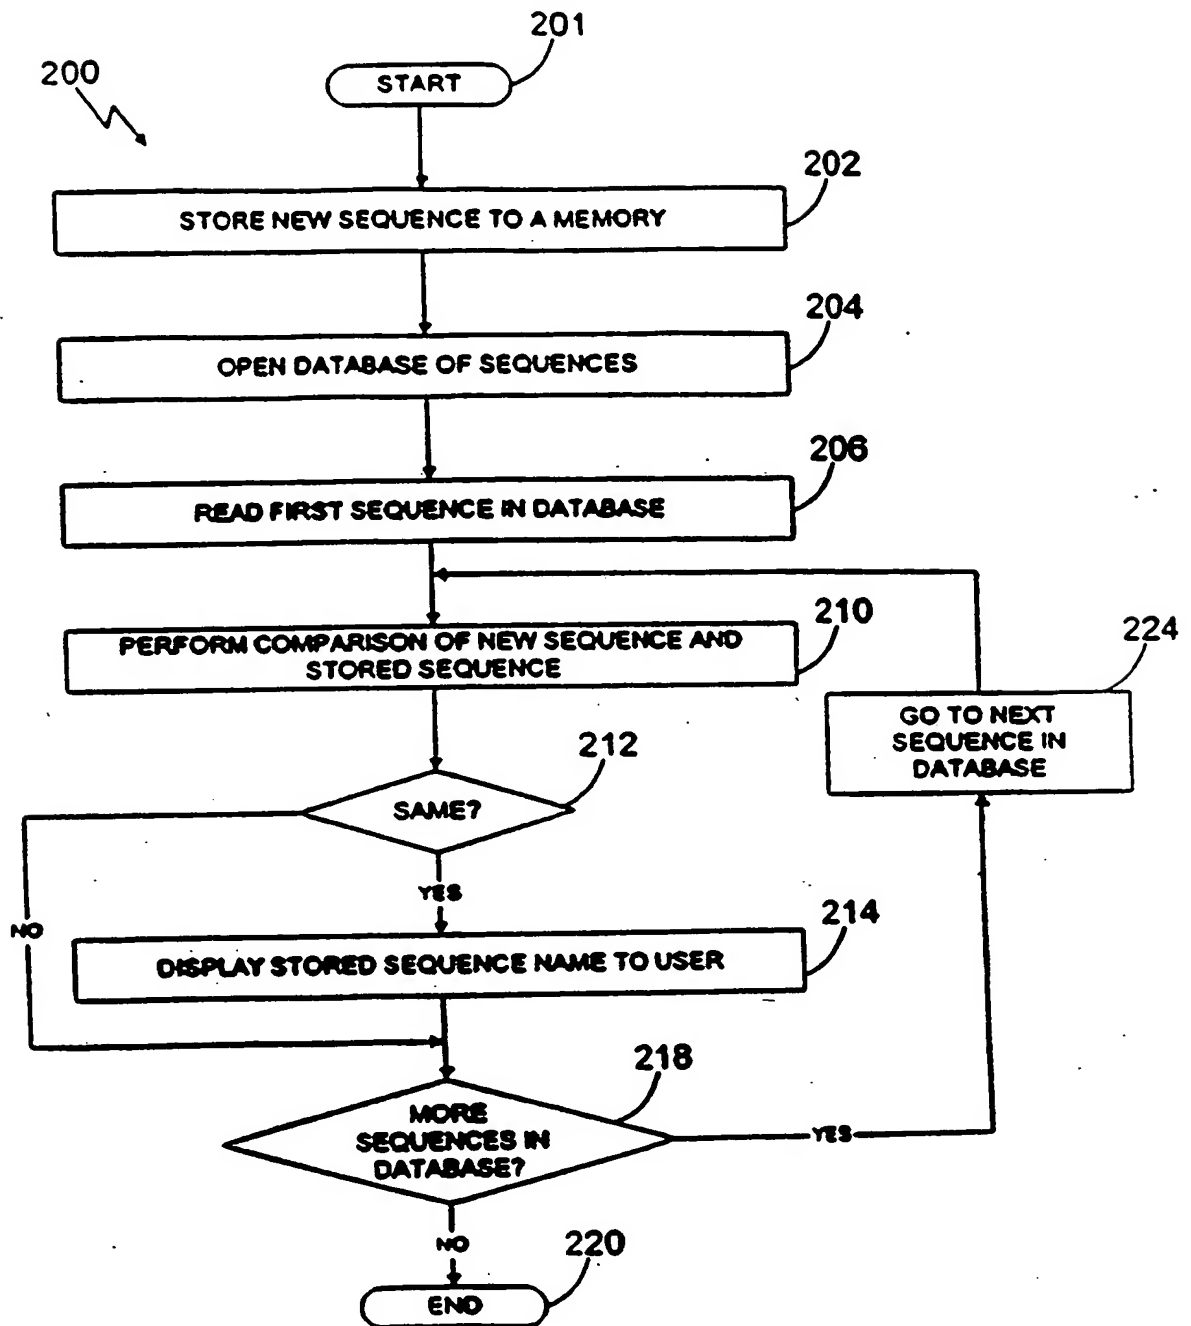 201
200
START
202
STORE NEW SEQUENCE TO A MEMORY
204
OPEN DATABASE OF SEQUENCES
206
READ FIRST SEQUENCE IN DATABASE
210
PERFORM COMPARISON OF NEW SEQUENCE AND
STORED SEQUENCE
224
GO TO NEXT
SEQUENCE IN
DATABASE
212
SAME?
YES
NO
214
DISPLAY STORED SEQUENCE NAME TO USER
218
MORE
SEQUENCES IN
DATABASE?
YES
NO
220
END